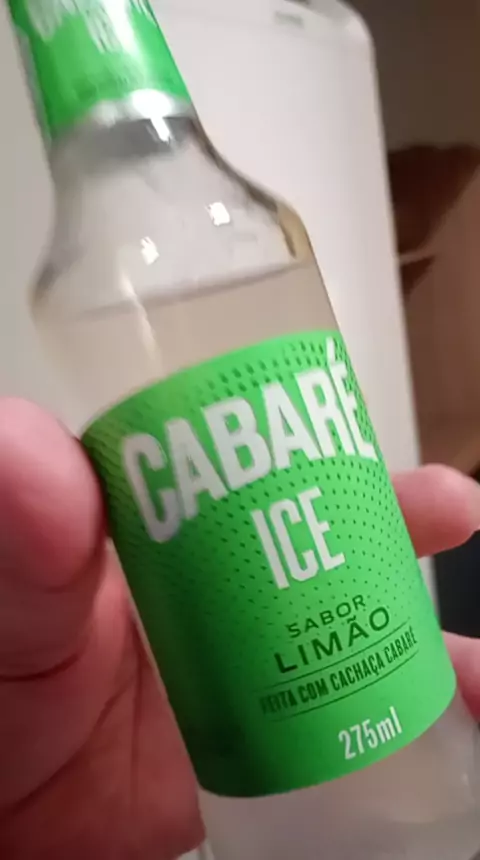 CABARÉ
ICE
SABOR
LIMÃO
FEITA COM CACHAÇA CABARÉ
275ml